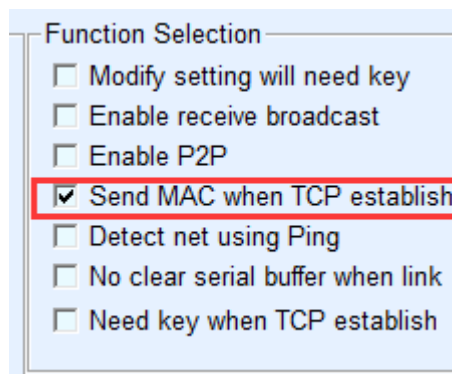 Function Selection
Modify setting will need key
Enable receive broadcast
Enable P2P
Send MAC when TCP establish
Detect net using Ping
No clear serial buffer when link
Need key when TCP establish